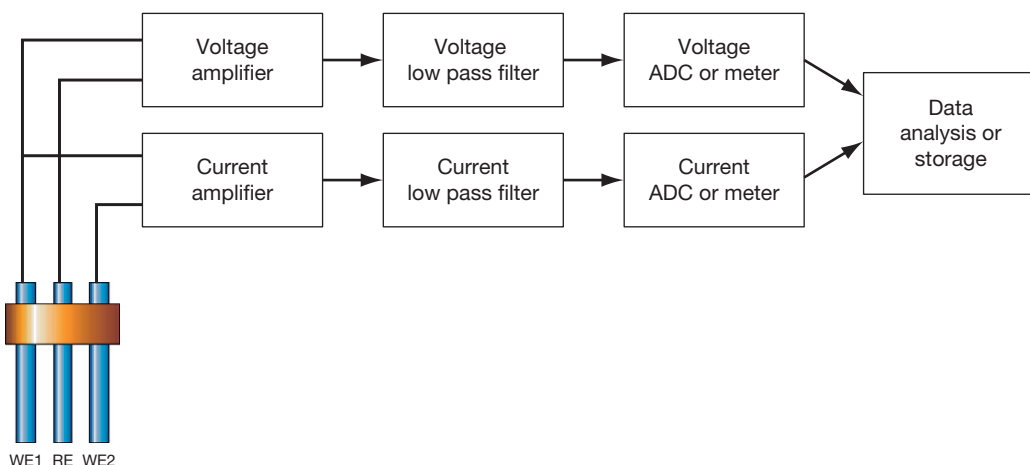 Voltage
amplifier
Voltage
low pass filter
Voltage
ADC or meter
Data
analysis or
storage
Current
amplifier
Current
low pass filter
Current
ADC or meter
WE1 RE WE2